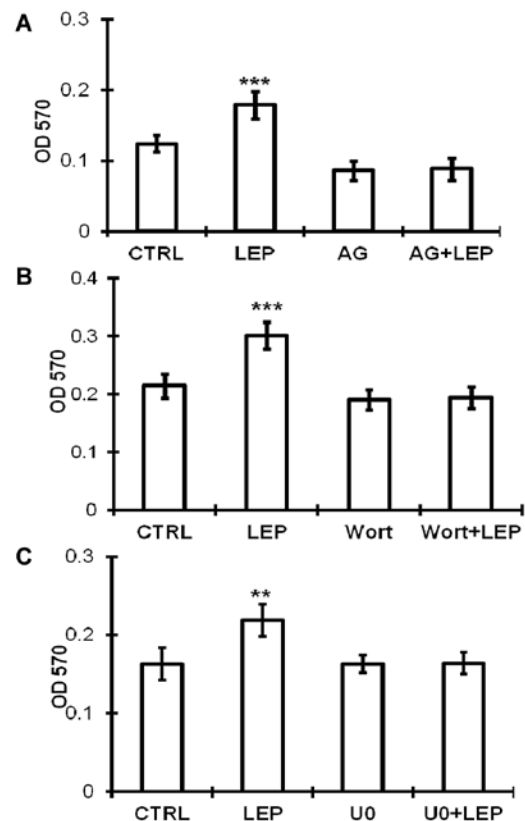 A
0.3
***
0.2
OD 570
0.1
0
CTRL LEP AG AG+LEP
B
0.4
***
0.3
OD 570
0.2
0.1
0
CTRL LEP Wort Wort+LEP
C
0.3
**
OD 570
0.2
0.1
0
CTRL LEP U0 U0+LEP